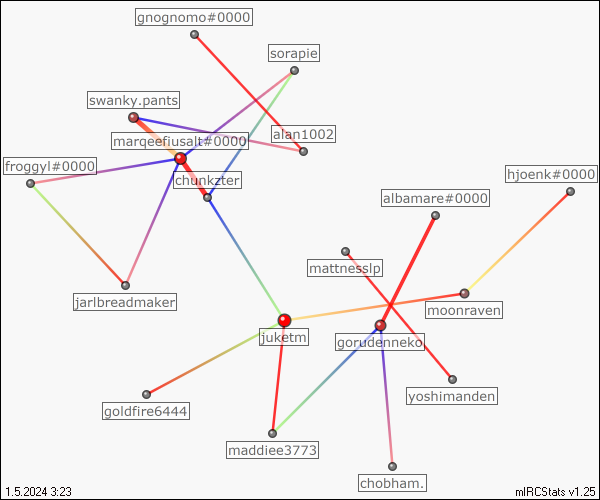 gnognomo#0000
sorapie
swanky.pants
alan1002
marqeefiusalt#0000
froggyl#0000
chunkzter
hjoenk#0000
albamare#0000
mattnesslp
jarlbreadmaker
moonraven
juketm
gorudenneko
yoshimanden
goldfire6444
maddiee3773
chobham.
1.5.2024 3:23
mIRCStats v1.25